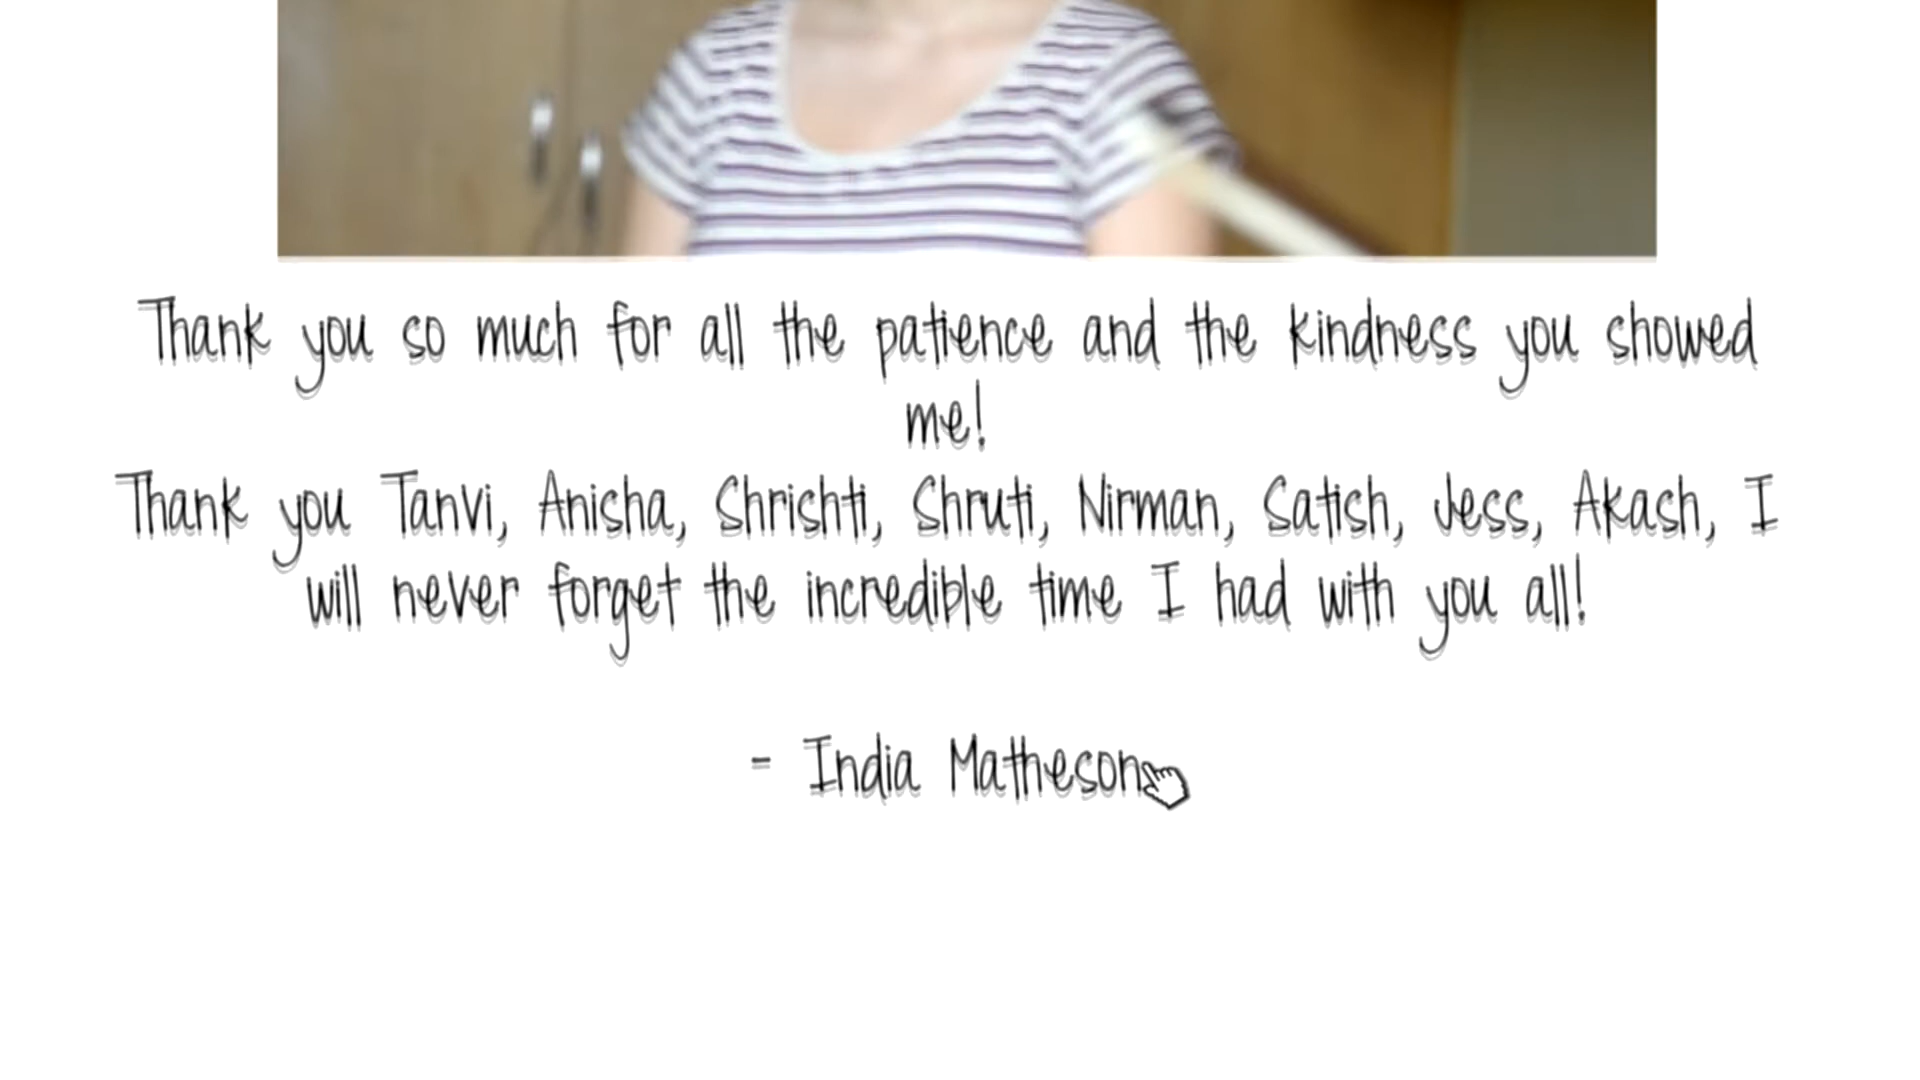 Thank you so much for all the patience and the kindness you showed
me!
Thank you Tanvi, Anisha, Shrishti, Shruti, Nirman, Satish, Jess, Akash, I
will never forget the incredible time I had with you all!
- India Matheson